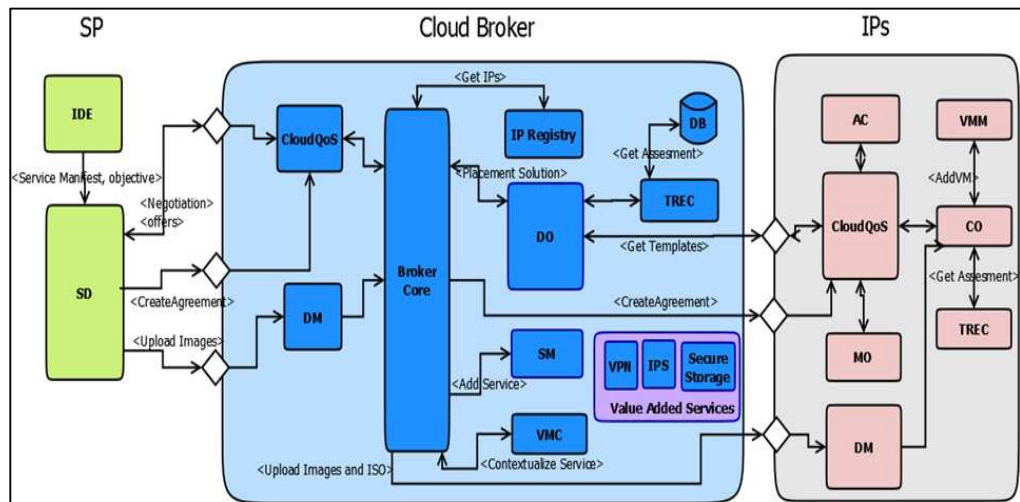 SP
Cloud Broker
IPs
<Get IPs>
IDE
CloudQoS
IP Registry
DB
AC
VMM
<Get Assesment>
<Service Manifest, objective>
<Placement Solution>
<AddVM>
<Negotiation>
<offers>
TREC
SD
DO
CloudQoS
CO
<Get Templates>
Broker
Core
<Get Assesment>
<CreateAgreement>
DM
<CreateAgreement>
TREC
<Upload Images>
SM
VPN
IPS
Secure
Storage
MO
<Add Service>
Value Added Services
VMC
DM
<Upload Images and ISO>
<Contextualize Service>